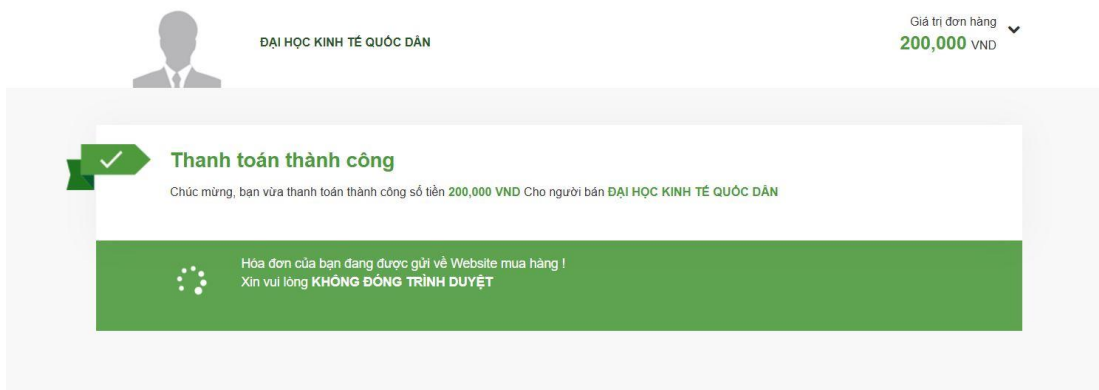 Giá trị đơn hàng
ĐẠI HỌC KINH TẾ QUỐC DÂN
200,000 VND
Thanh toán thành công
Chúc mừng, bạn vừa thanh toán thành công số tiền 200,000 VND Cho người bán ĐẠI HỌC KINH TẾ QUỐC DÂN
Hóa đơn của bạn đang được gửi về Website mua hàng !
Xin vui lòng KHÔNG ĐÓNG TRÌNH DUYỆT